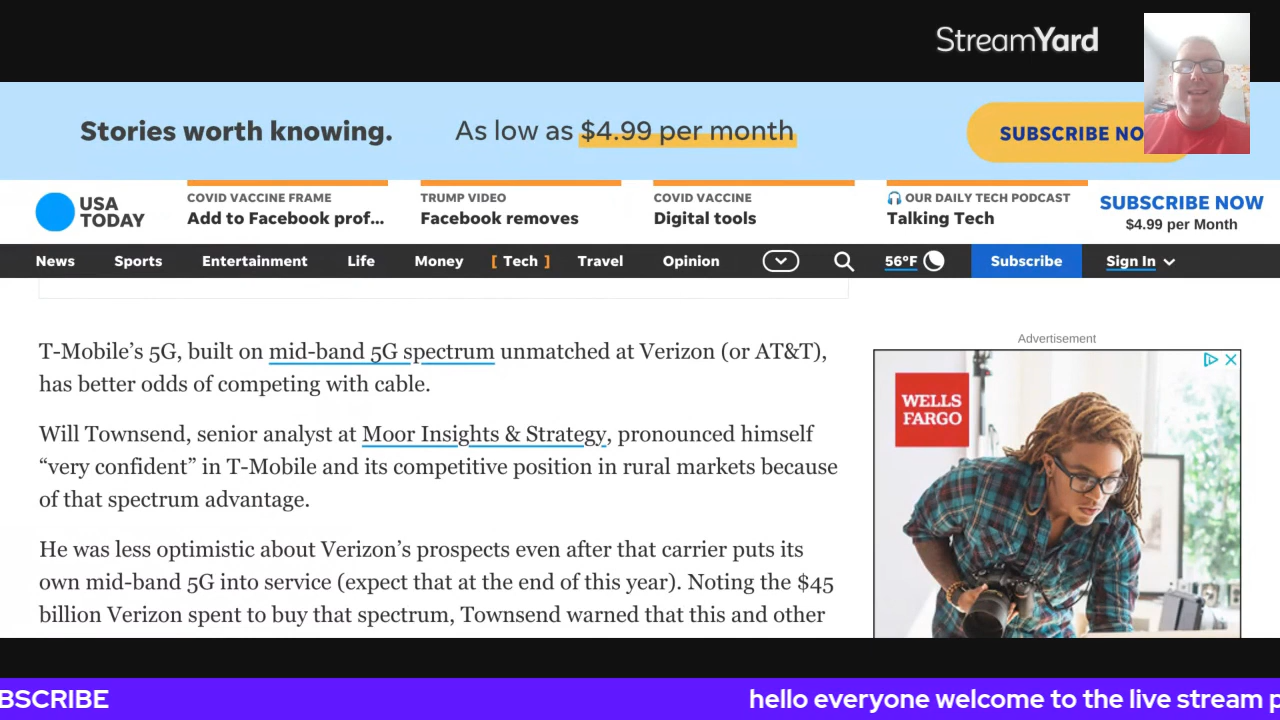 StreamYard
Stories worth knowing.
As low as $4.99 per month
SUBSCRIBE NO
USA
TODAY
COVID VACCINE FRAME
Add to Facebook prof...
TRUMP VIDEO
Facebook removes
COVID VACCINE
Digital tools
🎧 OUR DAILY TECH PODCAST
Talking Tech
SUBSCRIBE NOW
$4.99 per Month
News
Sports
Entertainment
Life
Money
[ Tech ]
Travel
Opinion
56°F
Subscribe
Sign In
T-Mobile’s 5G, built on mid-band 5G spectrum unmatched at Verizon (or AT&T),
has better odds of competing with cable.
Will Townsend, senior analyst at Moor Insights & Strategy, pronounced himself
“very confident” in T-Mobile and its competitive position in rural markets because
of that spectrum advantage.
He was less optimistic about Verizon’s prospects even after that carrier puts its
own mid-band 5G into service (expect that at the end of this year). Noting the $45
billion Verizon spent to buy that spectrum, Townsend warned that this and other
Advertisement
WELLS
FARGO
BSCRIBE
hello everyone welcome to the live stream p